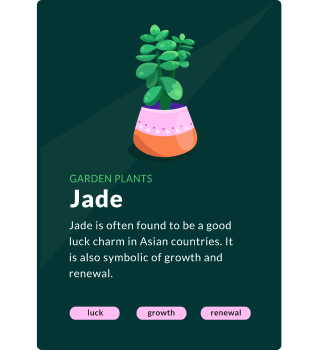 GARDEN PLANTS
Jade
Jade is often found to be a good
luck charm in Asian countries. It
is also symbolic of growth and
renewal.
luck growth renewal